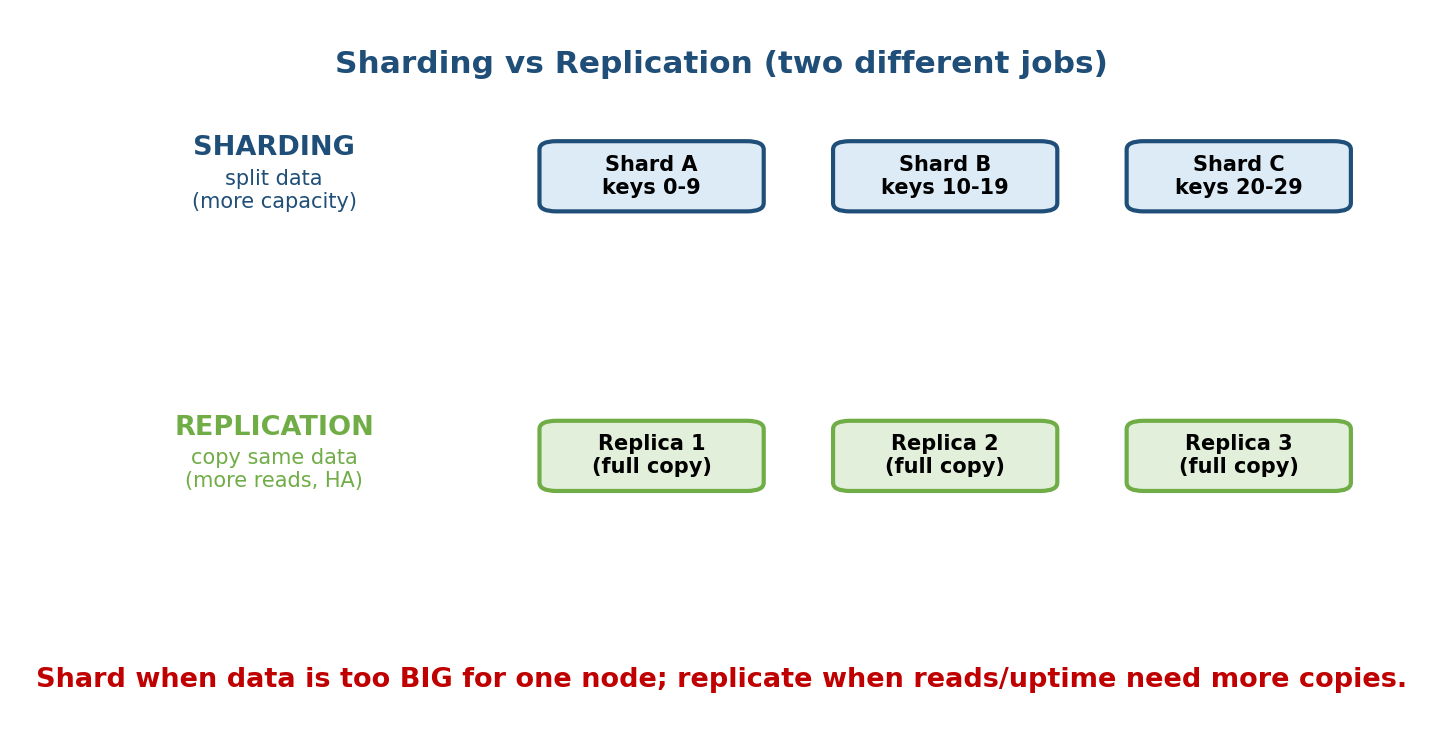 Sharding vs Replication (two different jobs)
SHARDING
split data
(more capacity)
Shard A
keys 0-9
Shard B
keys 10-19
Shard C
keys 20-29
REPLICATION
copy same data
(more reads, HA)
Replica 1
(full copy)
Replica 2
(full copy)
Replica 3
(full copy)
Shard when data is too BIG for one node; replicate when reads/uptime need more copies.